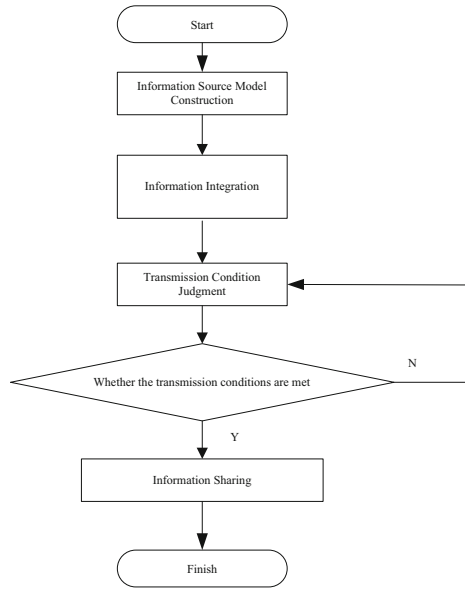 Start
Information Source Model
Construction
Information Integration
Transmission Condition
Judgment
Whether the transmission conditions are met
N
Y
Information Sharing
Finish